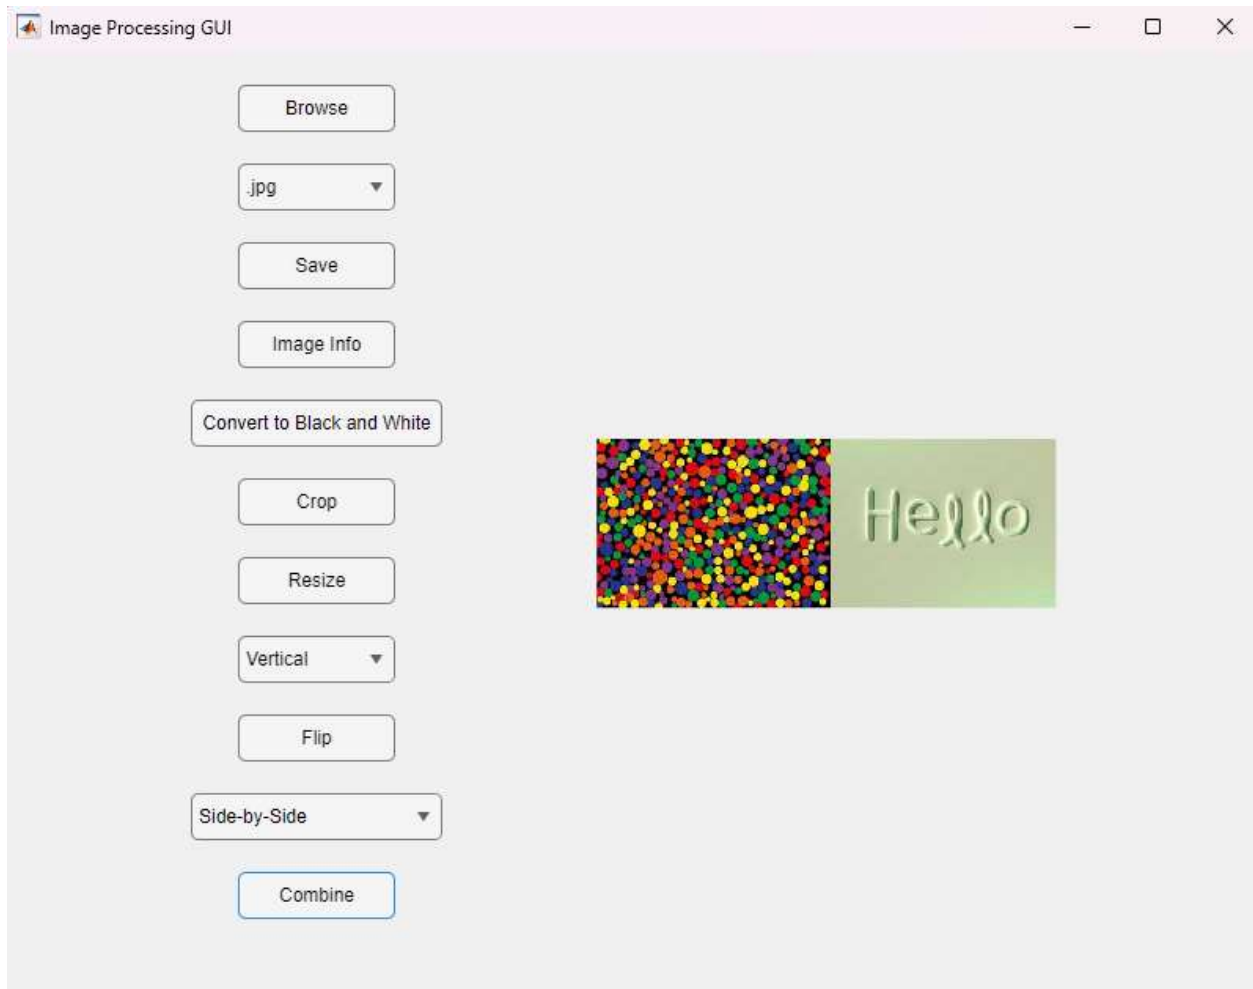 Image Processing GUI
Browse
.jpg
Save
Image Info
Convert to Black and White
Crop
Resize
Vertical
Flip
Side-by-Side
Combine
Hello